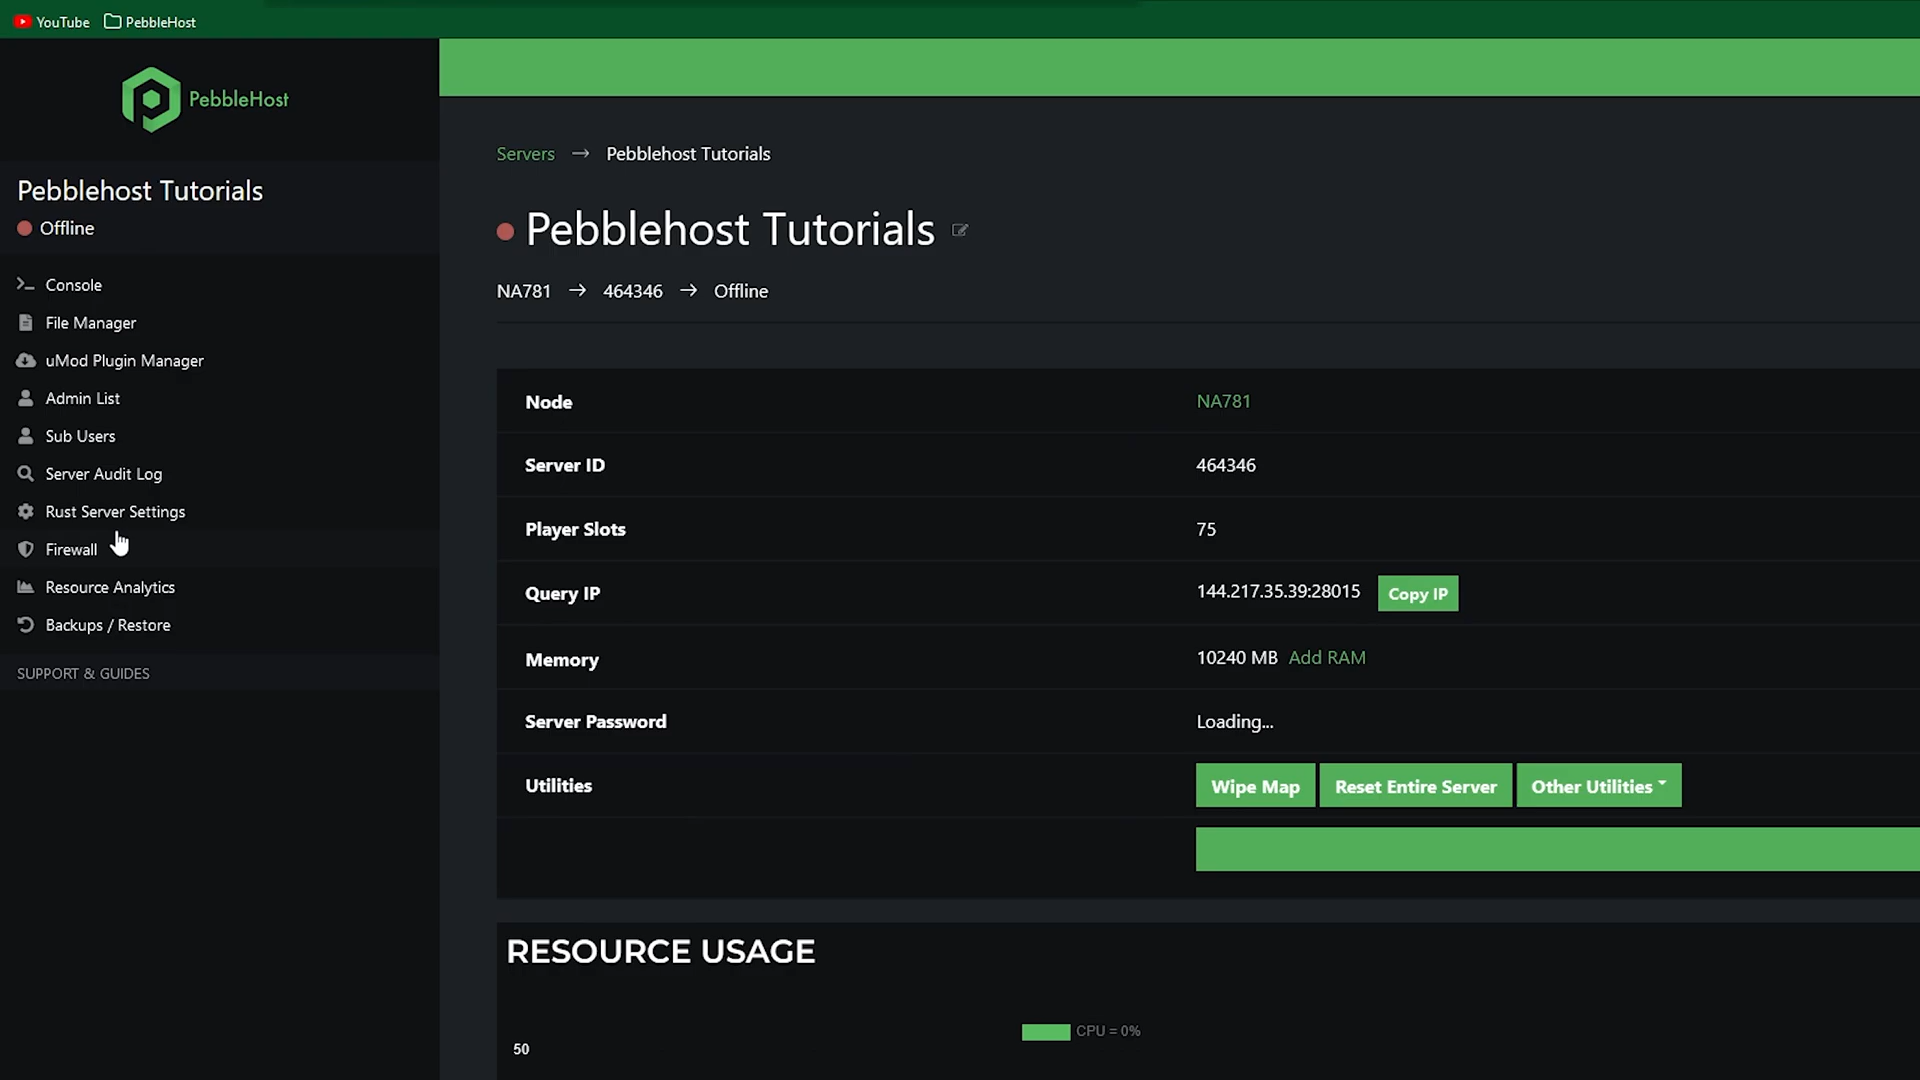 YouTube PebbleHost
PebbleHost
Pebblehost Tutorials
Offline
Console
File Manager
uMod Plugin Manager
Admin List
Sub Users
Server Audit Log
Rust Server Settings
Firewall
Resource Analytics
Backups / Restore
SUPPORT & GUIDES
Servers → Pebblehost Tutorials
Pebblehost Tutorials
NA781 → 464346 → Offline
Node NA781
Server ID 464346
Player Slots 75
Query IP 144.217.35.39:28015 Copy IP
Memory 10240 MB Add RAM
Server Password Loading...
Utilities Wipe Map Reset Entire Server Other Utilities
RESOURCE USAGE
CPU = 0%
50